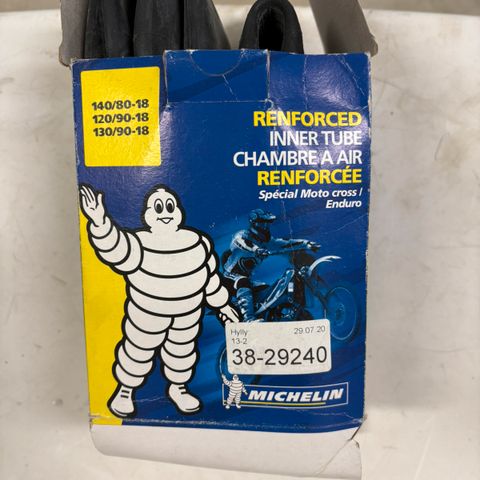 140/80-18
120/90-18
130/90-18
RENFORCED
INNER TUBE
CHAMBRE A AIR
RENFORCÉE
Spécial Moto cross /
Enduro
Hylly: 29.07.20
13-2
38-29240
MICHELIN